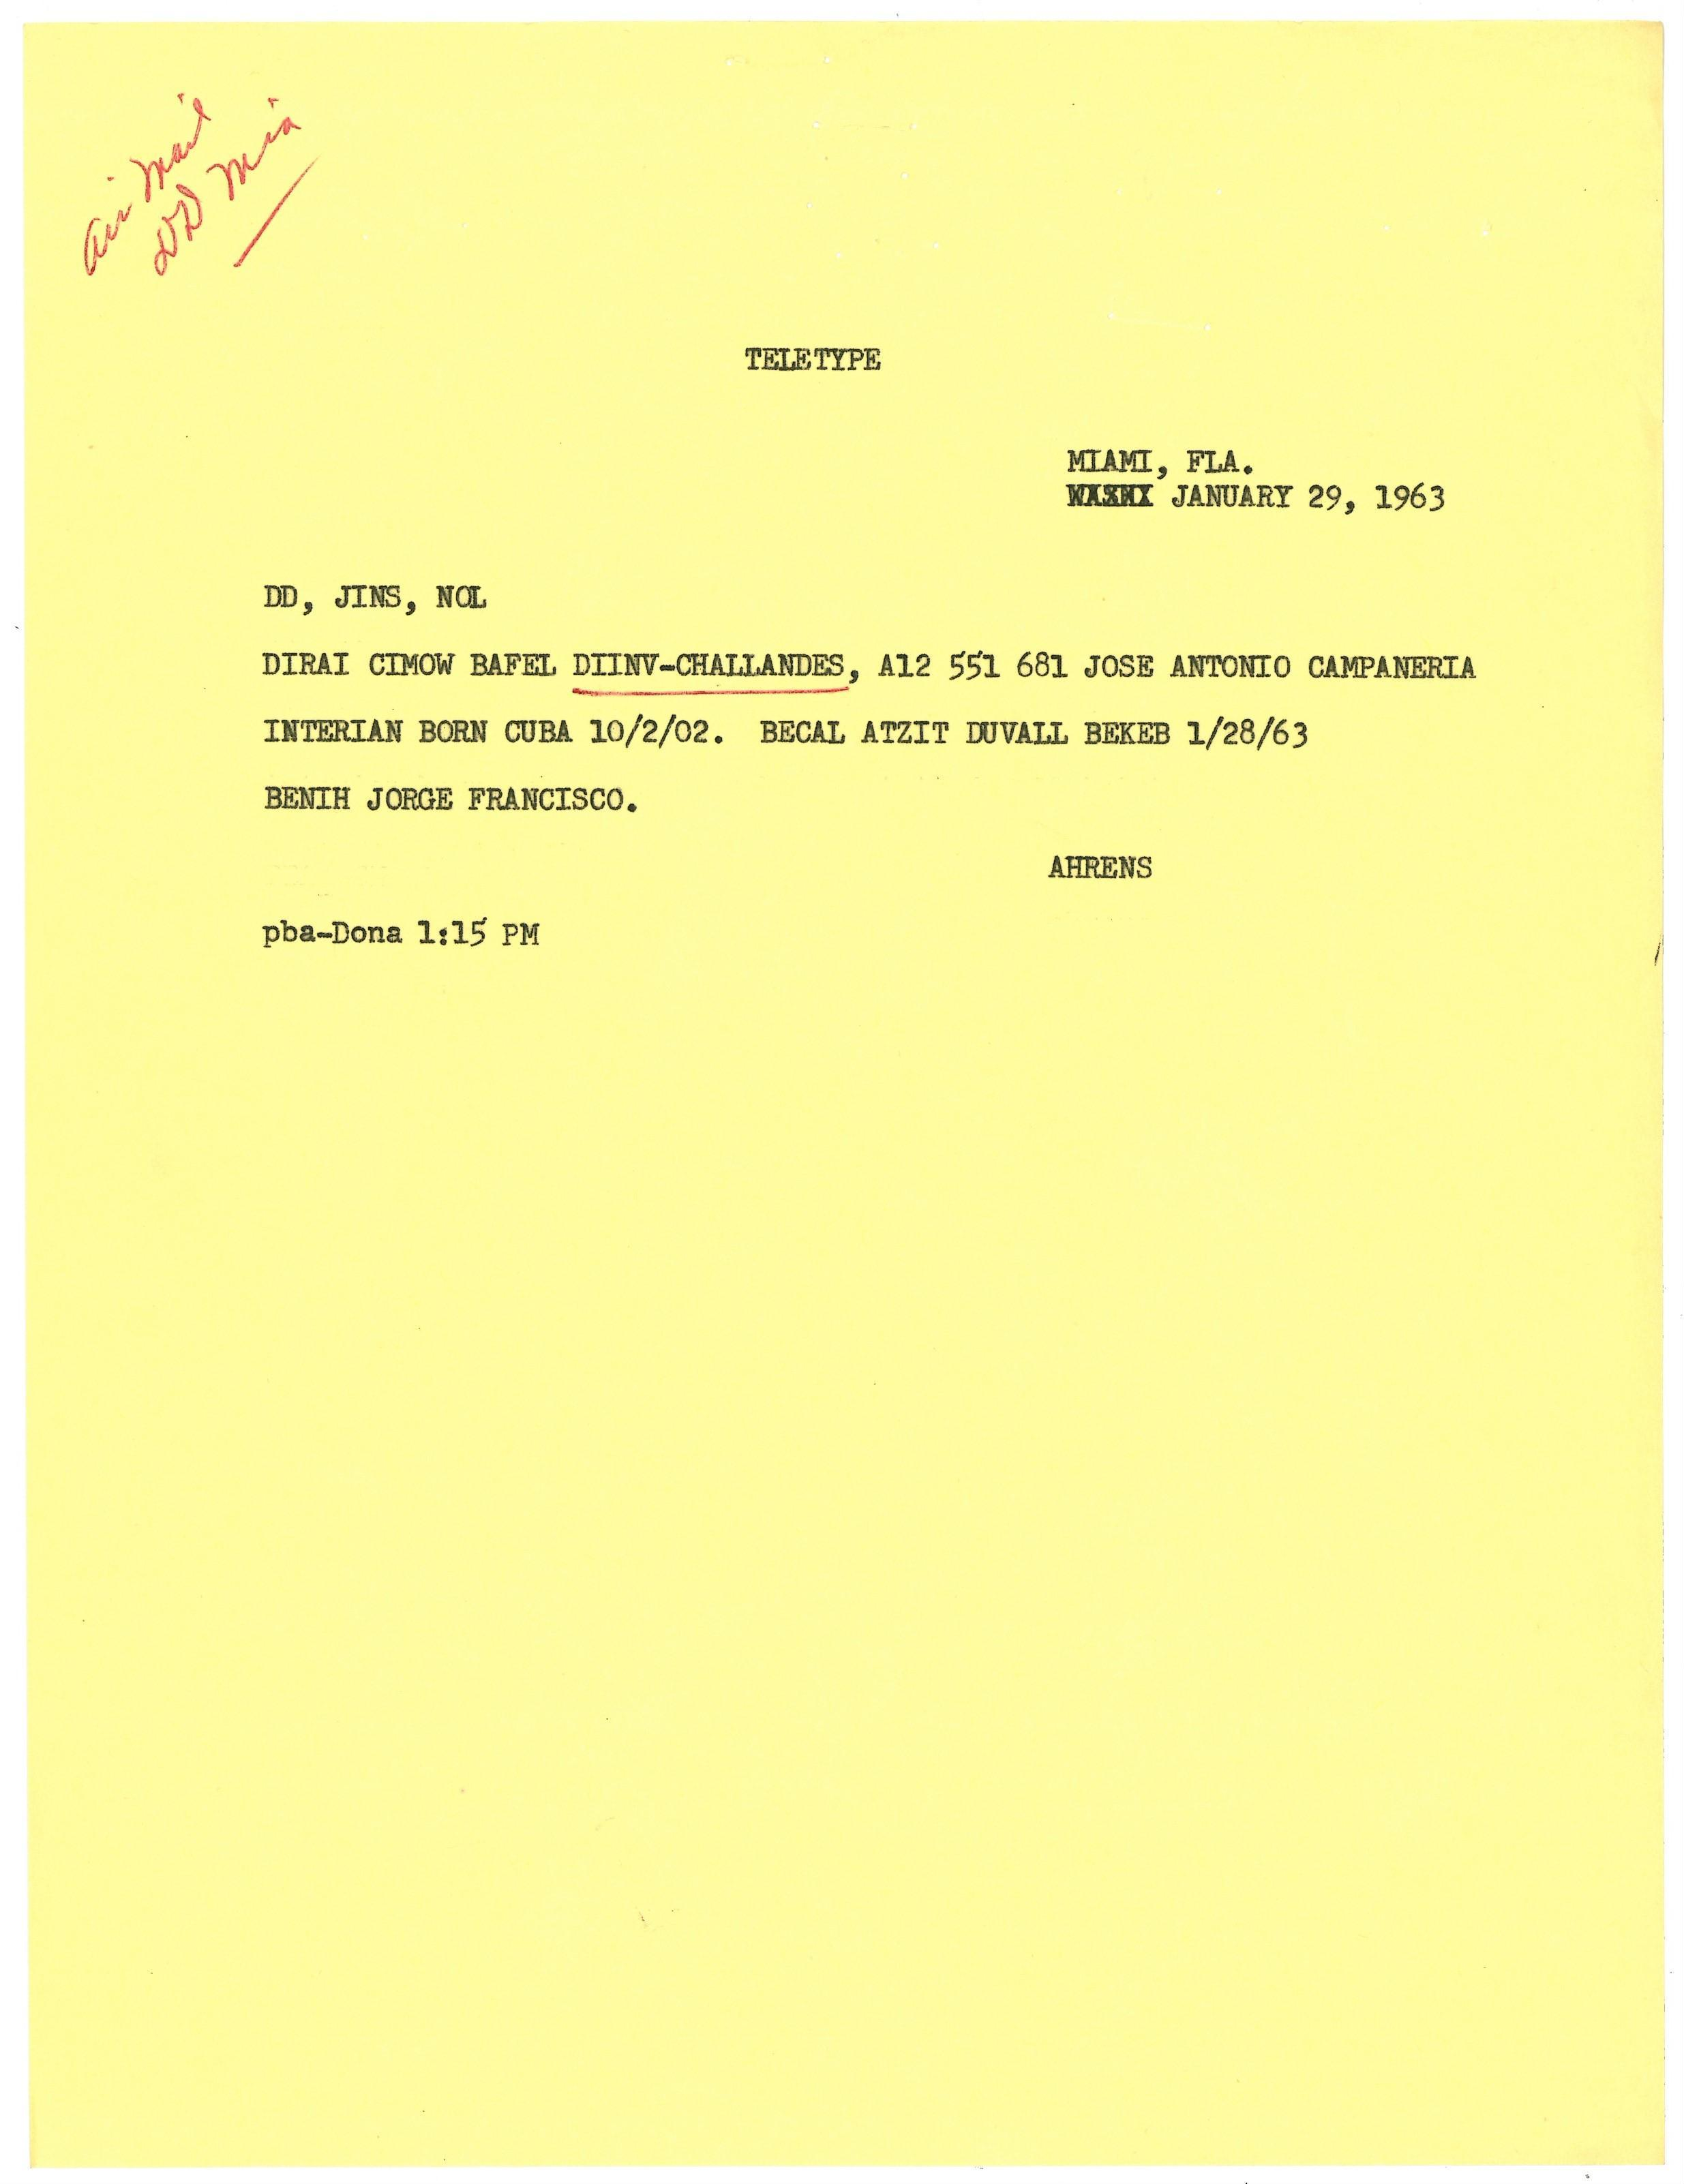 Air Mail
DD Mia
TELETYPE
MIAMI, FLA.
JANUARY 29, 1963
DD, JINS, NOL
DIRAI CIMOW BAFEL DIINV-CHALLANDES, A12 551 681 JOSE ANTONIO CAMPANERIA
INTERIAN BORN CUBA 10/2/02. BECAL ATZIT DUVALL BEKEB 1/28/63
BENIH JORGE FRANCISCO.
AHRENS
pba-Dona 1:15 PM